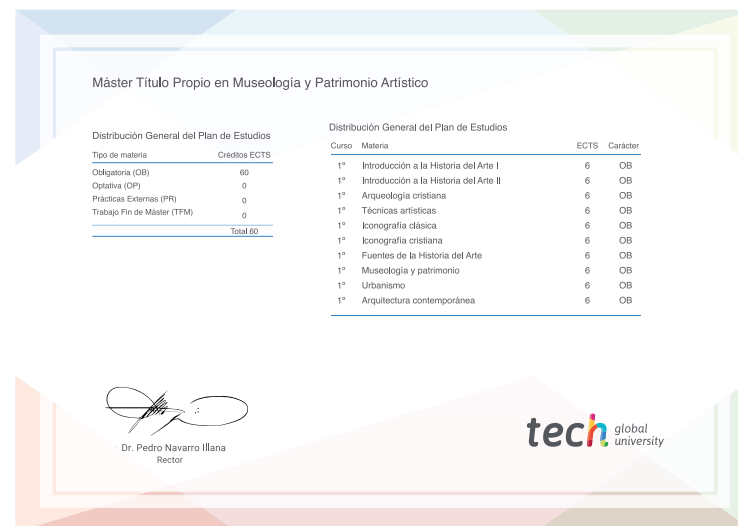 Máster Título Propio en Museología y Patrimonio Artístico
Distribución General del Plan de Estudios
Tipo de materia Créditos ECTS
Obligatoria (OB) 60
Optativa (OP) 0
Prácticas Externas (PR) 0
Trabajo Fin de Máster (TFM) 0
Total 60
Distribución General del Plan de Estudios
Curso Materia ECTS Carácter
1º Introducción a la Historia del Arte I 6 OB
1º Introducción a la Historia del Arte II 6 OB
1º Arqueología cristiana 6 OB
1º Técnicas artísticas 6 OB
1º Iconografía clásica 6 OB
1º Iconografía cristiana 6 OB
1º Fuentes de la Historia del Arte 6 OB
1º Museología y patrimonio 6 OB
1º Urbanismo 6 OB
1º Arquitectura contemporánea 6 OB
Dr. Pedro Navarro Illana
Rector
tech global
university